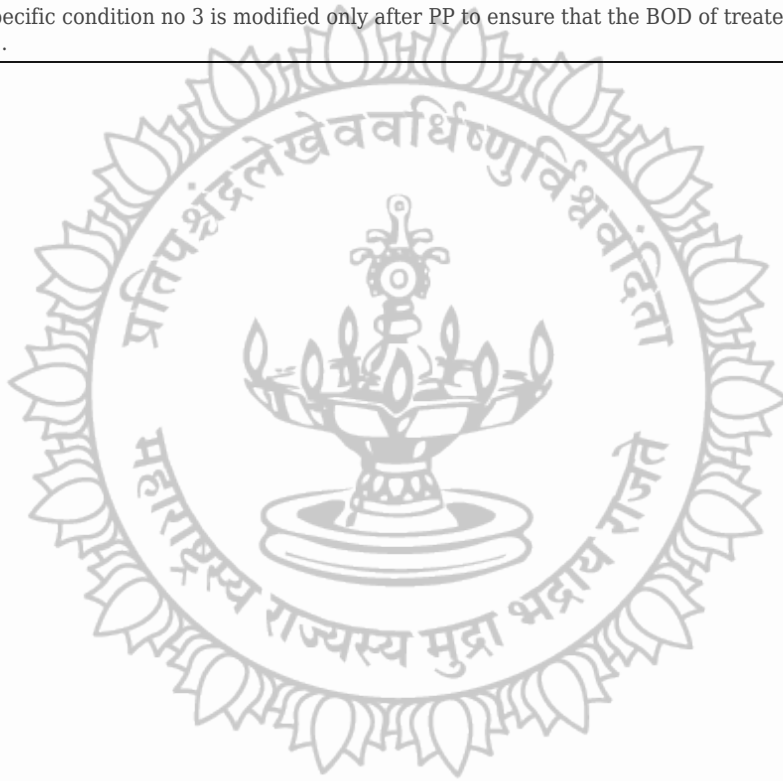 pecific condition no 3 is modified only after PP to ensure that the BOD of treate
.
प्रतिपश्चंद्रलेखेववर्धिष्णुर्विश्ववंदिता
महाराष्ट्रस्य राज्यस्य मुद्रा भद्राय राजते